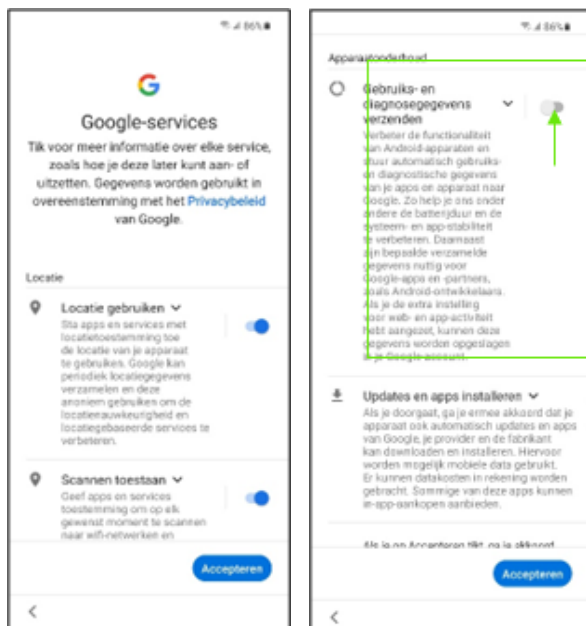 86%
Google-services
Tik voor meer informatie over elke service,
zoals hoe je deze later kunt aan- of
uitzetten. Gegevens worden gebruikt in
overeenstemming met het Privacybeleid
van Google.
Locatie
Locatie gebruiken
Sta apps en services met
locatietoestemming toe
de locatie van je apparaat
te gebruiken. Google kan
periodiek locatiegegevens
verzamelen en deze
anoniem gebruiken om de
locatienauwkeurigheid en
locatiegebaseerde services te
verbeteren.
Scannen toestaan
Geef apps en services
toestemming om op elk
gewenst moment te scannen
naar wifi-netwerken en
Accepteren
86%
Apparaatonderhoud
Gebruiks- en
diagnosegegevens
verzenden
Verbeter de functionaliteit
van Android-apparaten en
stuur automatisch gebruiks-
en diagnostische gegevens
van je apps en apparaat naar
Google. Zo help je ons onder
andere de batterijduur en de
systeem- en app-stabiliteit
te verbeteren. Daarnaast
zijn bepaalde verzamelde
gegevens nuttig voor
Google-apps en -partners,
zoals Android-ontwikkelaars.
Als je de extra instelling
voor web- en app-activiteit
hebt aangezet, kunnen deze
gegevens worden opgeslagen
in je Google-account.
Updates en apps installeren
Als je doorgaat, ga je ermee akkoord dat je
apparaat ook automatisch updates en apps
van Google, je provider en de fabrikant
kan downloaden en installeren. Hiervoor
worden mogelijk mobiele data gebruikt.
Er kunnen datakosten in rekening worden
gebracht. Sommige van deze apps kunnen
in-app-aankopen aanbieden.
Als je op Accepteren tikt, ga je akkoord
Accepteren